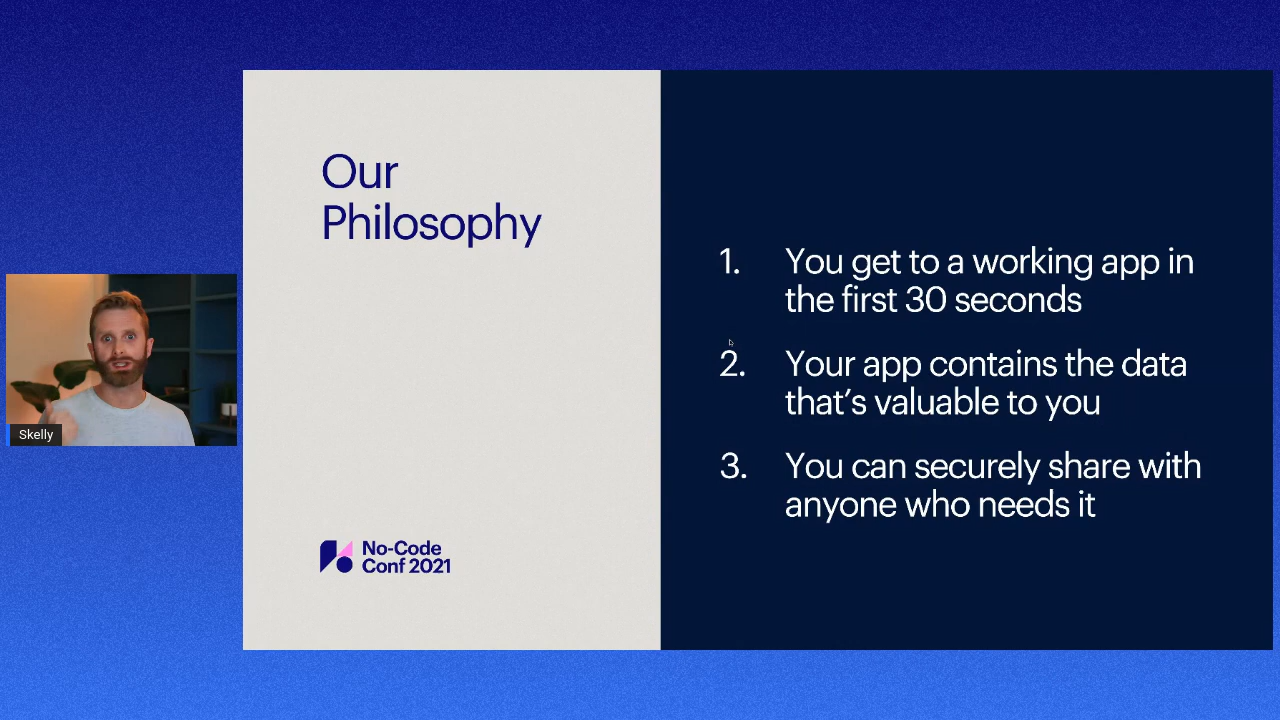 Our
Philosophy
1. You get to a working app in
the first 30 seconds
2. Your app contains the data
that’s valuable to you
3. You can securely share with
anyone who needs it
No-Code
Conf 2021
Skelly